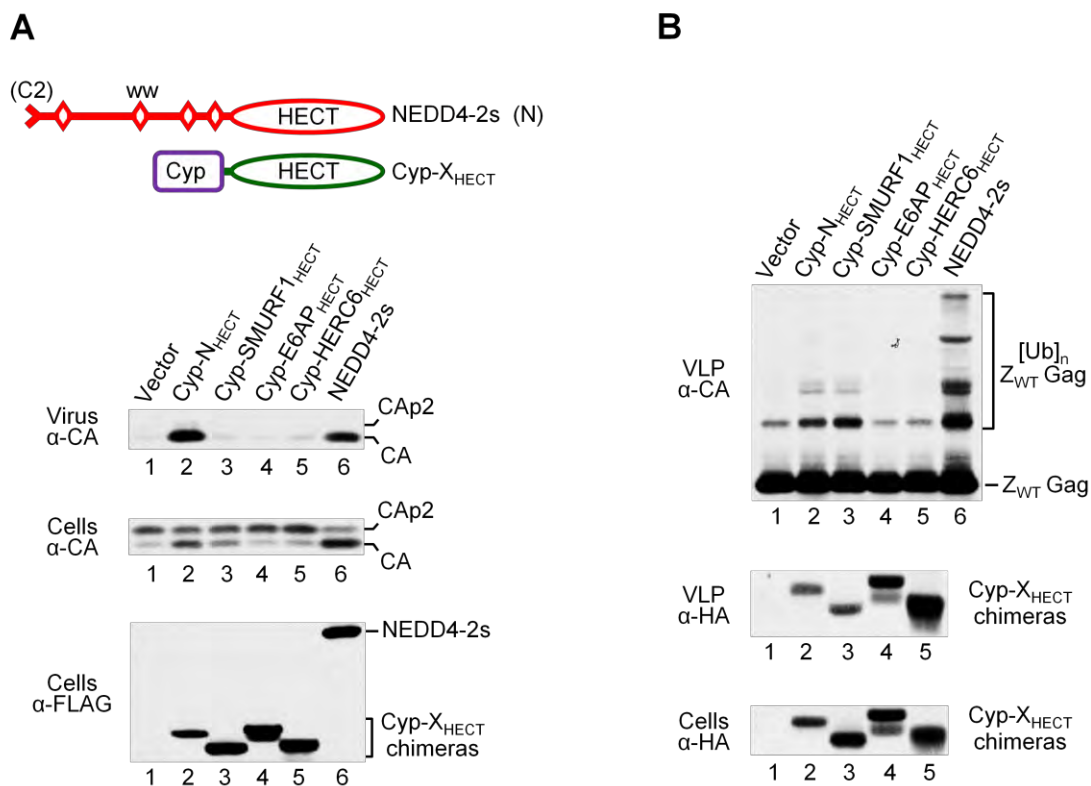 A
(C2)
WW
HECT
NEDD4-2s (N)
Cyp
HECT
Cyp-XHECT
Vector
Cyp-NHECT
Cyp-SMURF1HECT
Cyp-E6APHECT
Cyp-HERC6HECT
NEDD4-2s
Virus
α-CA
CAp2
CA
1 2 3 4 5 6
Cells
α-CA
CAp2
CA
1 2 3 4 5 6
Cells
α-FLAG
NEDD4-2s
Cyp-XHECT
chimeras
1 2 3 4 5 6
B
Vector
Cyp-NHECT
Cyp-SMURF1HECT
Cyp-E6APHECT
Cyp-HERC6HECT
NEDD4-2s
VLP
α-CA
[Ub]n
ZWT Gag
ZWT Gag
1 2 3 4 5 6
VLP
α-HA
Cyp-XHECT
chimeras
1 2 3 4 5
Cells
α-HA
Cyp-XHECT
chimeras
1 2 3 4 5